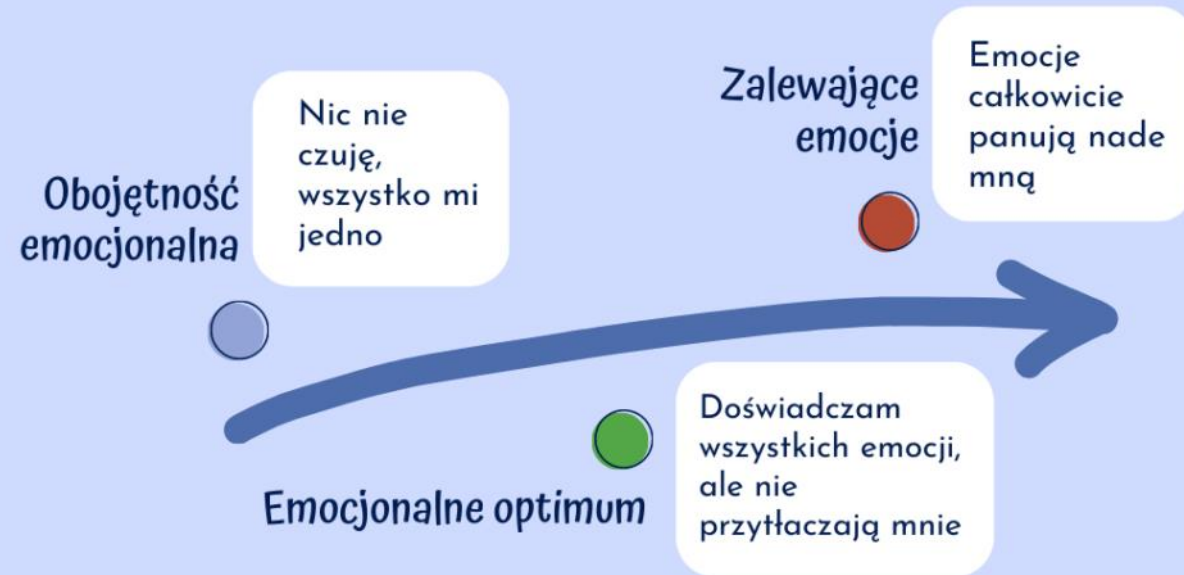 Obojętność
emocjonalna
Nic nie
czuję,
wszystko mi
jedno
Zalewające
emocje
Emocje
całkowicie
panują nade
mną
Emocjonalne optimum
Doświadczam
wszystkich emocji,
ale nie
przytłaczają mnie